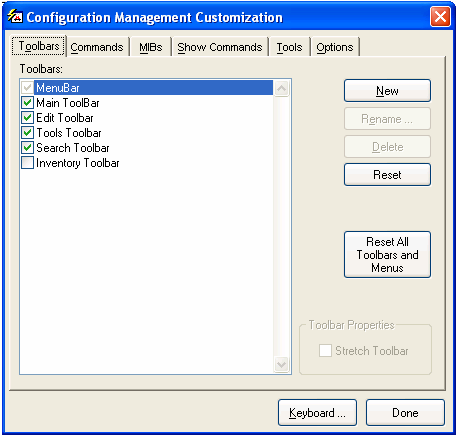 Configuration Management Customization
Toolbars Commands MIBs Show Commands Tools Options
Toolbars:
MenuBar
Main ToolBar
Edit Toolbar
Tools Toolbar
Search Toolbar
Inventory Toolbar
New
Rename ...
Delete
Reset
Reset All
Toolbars and
Menus
Toolbar Properties
Stretch Toolbar
Keyboard ...
Done